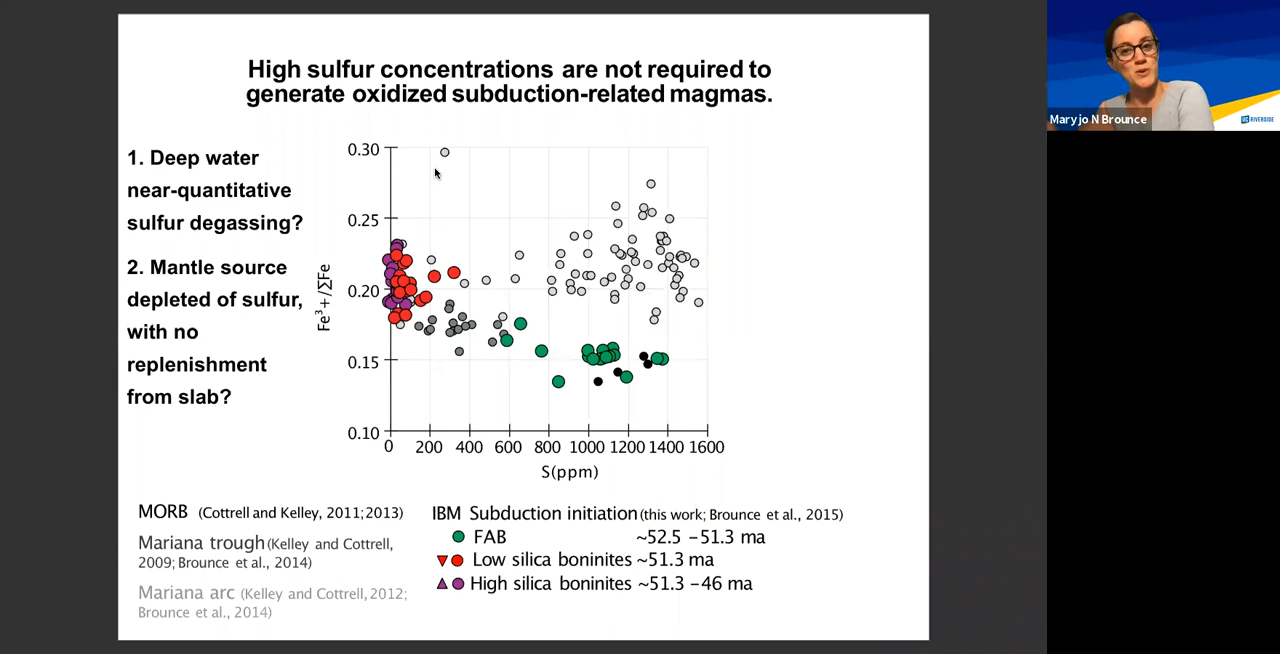 High sulfur concentrations are not required to
generate oxidized subduction-related magmas.
1. Deep water
near-quantitative
sulfur degassing?
2. Mantle source
depleted of sulfur,
with no
replenishment
from slab?
Fe3+/ΣFe
0.30
0.25
0.20
0.15
0.10
0 200 400 600 800 1000 1200 1400 1600
S(ppm)
MORB (Cottrell and Kelley, 2011;2013)
Mariana trough(Kelley and Cottrell,
2009; Brounce et al., 2014)
Mariana arc (Kelley and Cottrell, 2012;
Brounce et al., 2014)
IBM Subduction initiation(this work; Brounce et al., 2015)
FAB ~52.5 –51.3 ma
Low silica boninites ~51.3 ma
High silica boninites ~51.3 –46 ma
Maryjo N Brounce
UC RIVERSIDE